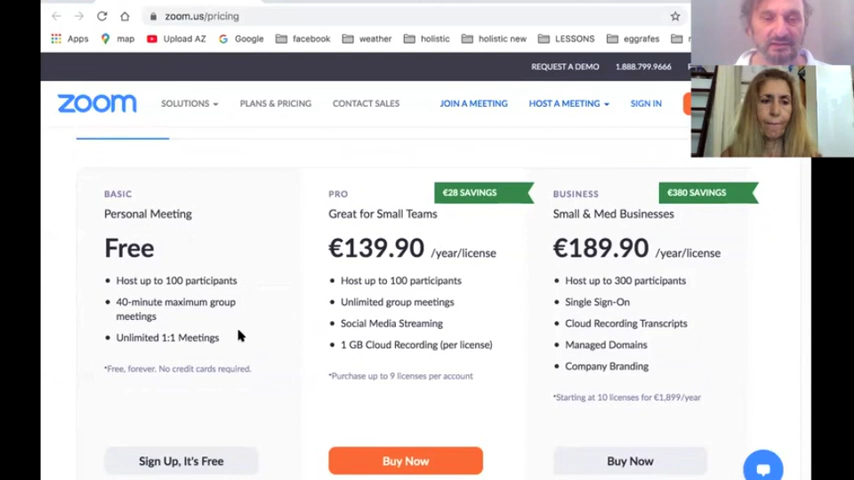 zoom.us/pricing
Apps map Upload AZ Google facebook weather holistic holistic new LESSONS eggrafes
REQUEST A DEMO 1.888.799.9666
zoom SOLUTIONS PLANS & PRICING CONTACT SALES JOIN A MEETING HOST A MEETING SIGN IN
BASIC
Personal Meeting
Free
• Host up to 100 participants
• 40-minute maximum group
meetings
• Unlimited 1:1 Meetings
*Free, forever. No credit cards required.
Sign Up, It's Free
PRO
€28 SAVINGS
Great for Small Teams
€139.90 /year/license
• Host up to 100 participants
• Unlimited group meetings
• Social Media Streaming
• 1 GB Cloud Recording (per license)
*Purchase up to 9 licenses per account
Buy Now
BUSINESS
€380 SAVINGS
Small & Med Businesses
€189.90 /year/license
• Host up to 300 participants
• Single Sign-On
• Cloud Recording Transcripts
• Managed Domains
• Company Branding
*Starting at 10 licenses for €1,899/year
Buy Now